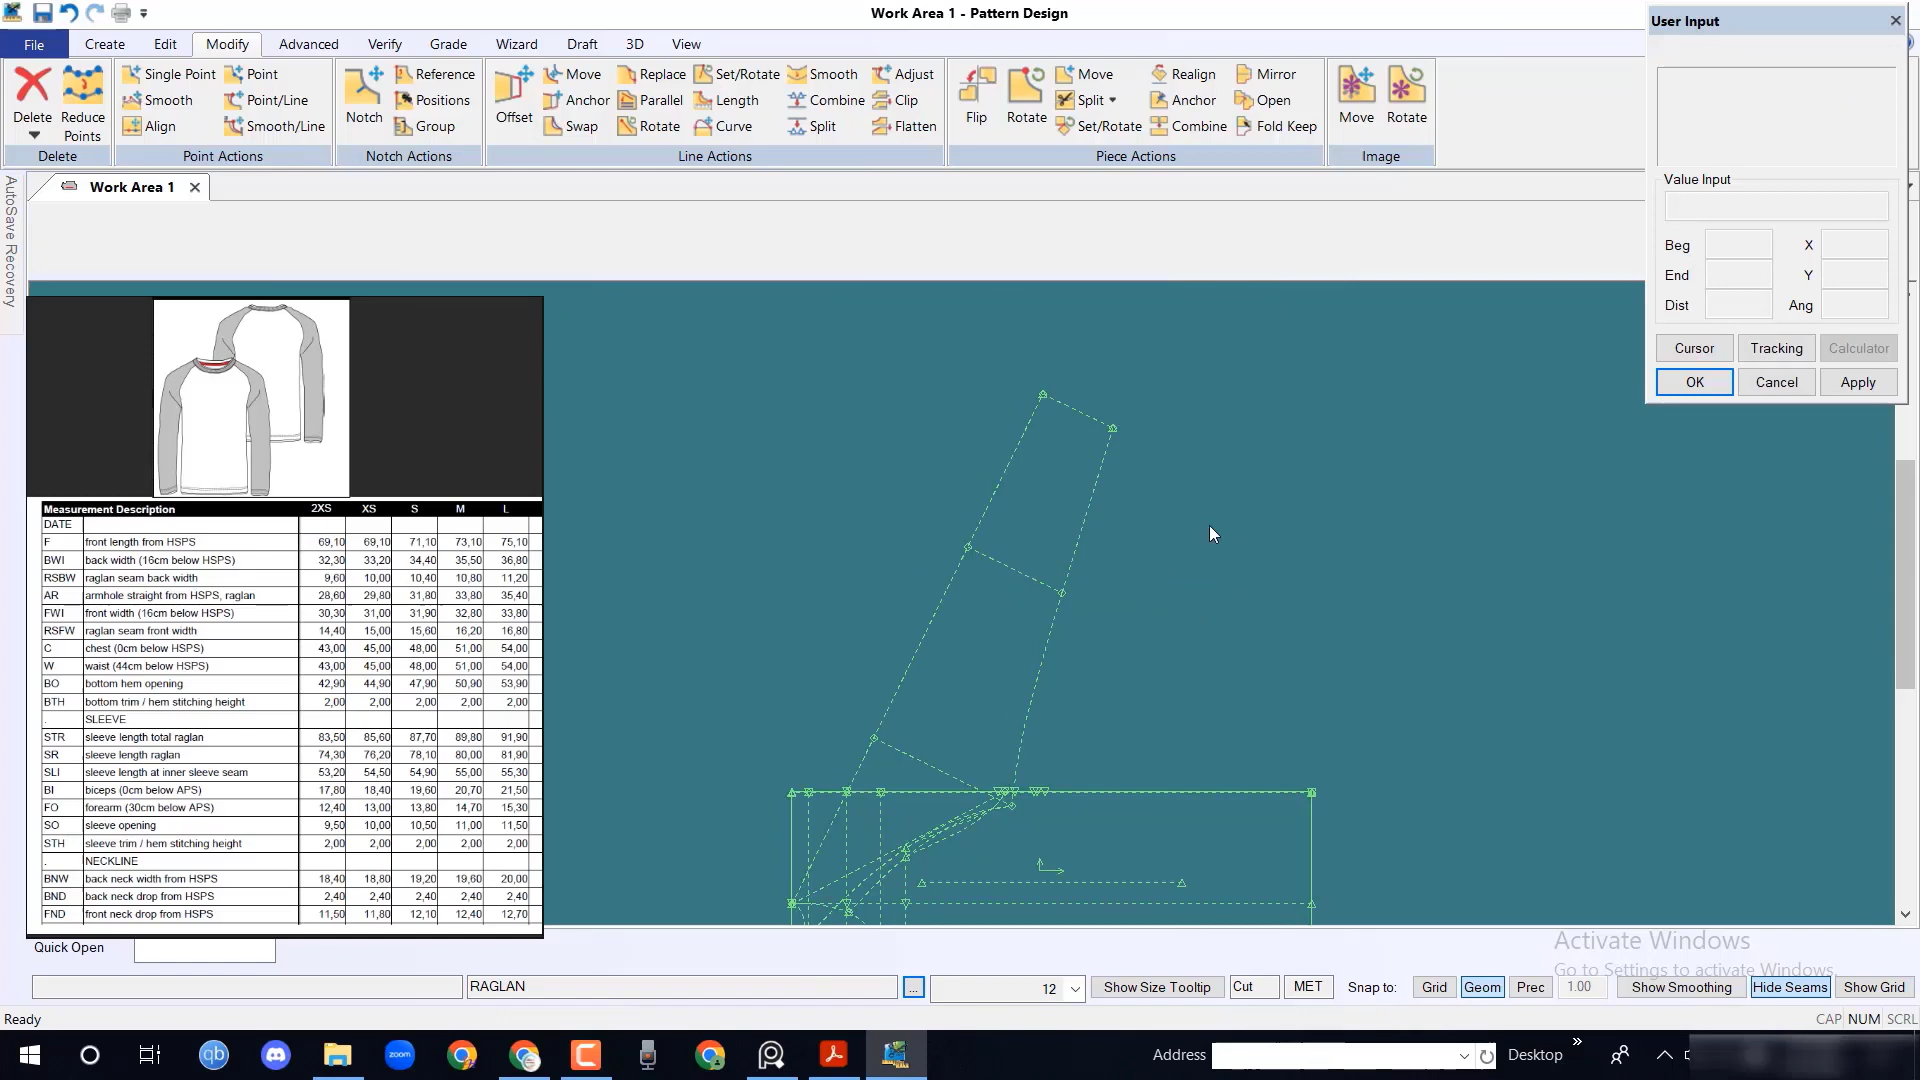 Work Area 1 - Pattern Design
User Input
File Create Edit Modify Advanced Verify Grade Wizard Draft 3D View
Single Point Point Reference Move Replace Set/Rotate Smooth Adjust Move Realign Mirror
Smooth Point/Line Positions Anchor Parallel Length Combine Clip Split Anchor Open
Delete Reduce Points Align Smooth/Line Notch Group Offset Swap Rotate Curve Split Flatten Flip Rotate Set/Rotate Combine Fold Keep Move Rotate
Delete Point Actions Notch Actions Line Actions Piece Actions Image
Work Area 1
AutoSave Recovery
Value Input
Beg X
End Y
Dist Ang
Cursor Tracking Calculator
OK Cancel Apply
Measurement Description 2XS XS S M L
DATE
F front length from HSPS 69,10 69,10 71,10 73,10 75,10
BWI back width (16cm below HSPS) 32,30 33,20 34,40 35,50 36,80
RSBW raglan seam back width 9,60 10,00 10,40 10,80 11,20
AR armhole straight from HSPS, raglan 28,60 29,80 31,80 33,80 35,40
FWI front width (16cm below HSPS) 30,30 31,00 31,90 32,80 33,80
RSFW raglan seam front width 14,40 15,00 15,60 16,20 16,80
C chest (0cm below HSPS) 43,00 45,00 48,00 51,00 54,00
W waist (44cm below HSPS) 43,00 45,00 48,00 51,00 54,00
BO bottom hem opening 42,90 44,90 47,90 50,90 53,90
BTH bottom trim / hem stitching height 2,00 2,00 2,00 2,00 2,00
. SLEEVE
STR sleeve length total raglan 83,50 85,60 87,70 89,80 91,90
SR sleeve length raglan 74,30 76,20 78,10 80,00 81,90
SLI sleeve length at inner sleeve seam 53,20 54,50 54,90 55,00 55,30
BI biceps (0cm below APS) 17,80 18,40 19,60 20,70 21,50
FO forearm (30cm below APS) 12,40 13,00 13,80 14,70 15,30
SO sleeve opening 9,50 10,00 10,50 11,00 11,50
STH sleeve trim / hem stitching height 2,00 2,00 2,00 2,00 2,00
. NECKLINE
BNW back neck width from HSPS 18,40 18,80 19,20 19,60 20,00
BND back neck drop from HSPS 2,40 2,40 2,40 2,40 2,40
FND front neck drop from HSPS 11,50 11,80 12,10 12,40 12,70
Activate Windows
Go to Settings to activate Windows.
Quick Open
RAGLAN ... 12 Show Size Tooltip Cut MET Snap to: Grid Geom Prec 1.00 Show Smoothing Hide Seams Show Grid
Ready CAP NUM SCRL
qb zoom Address Desktop